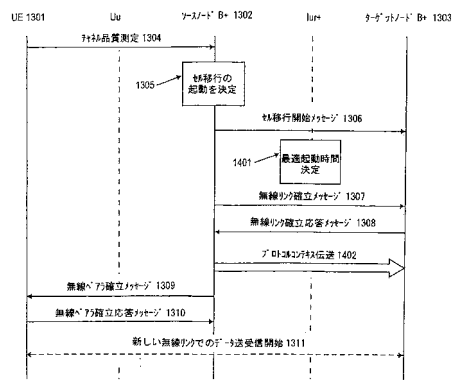 UE 1301
Uu
ソースノードB+ 1302
Iur+
ターゲットノードB+ 1303
チャネル品質測定 1304
1305
セル移行の
起動を決定
セル移行開始メッセージ 1306
1401
最適起動時間
決定
無線リンク確立メッセージ 1307
無線リンク確立応答メッセージ 1308
プロトコルコンテキスト伝送 1402
無線ベアラ確立メッセージ 1309
無線ベアラ確立応答メッセージ 1310
新しい無線リンクでのデータ送受信開始 1311